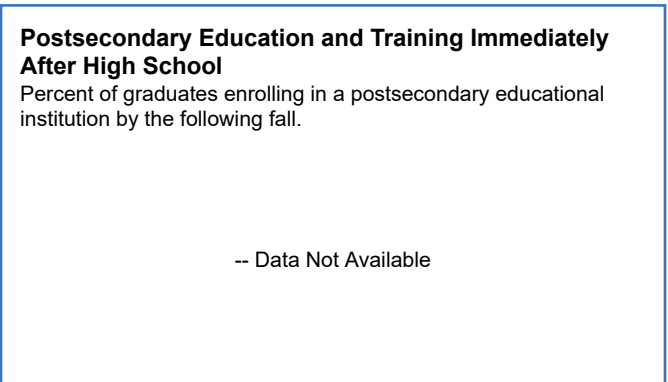 Postsecondary Education and Training Immediately
After High School
Percent of graduates enrolling in a postsecondary educational
institution by the following fall.
-- Data Not Available